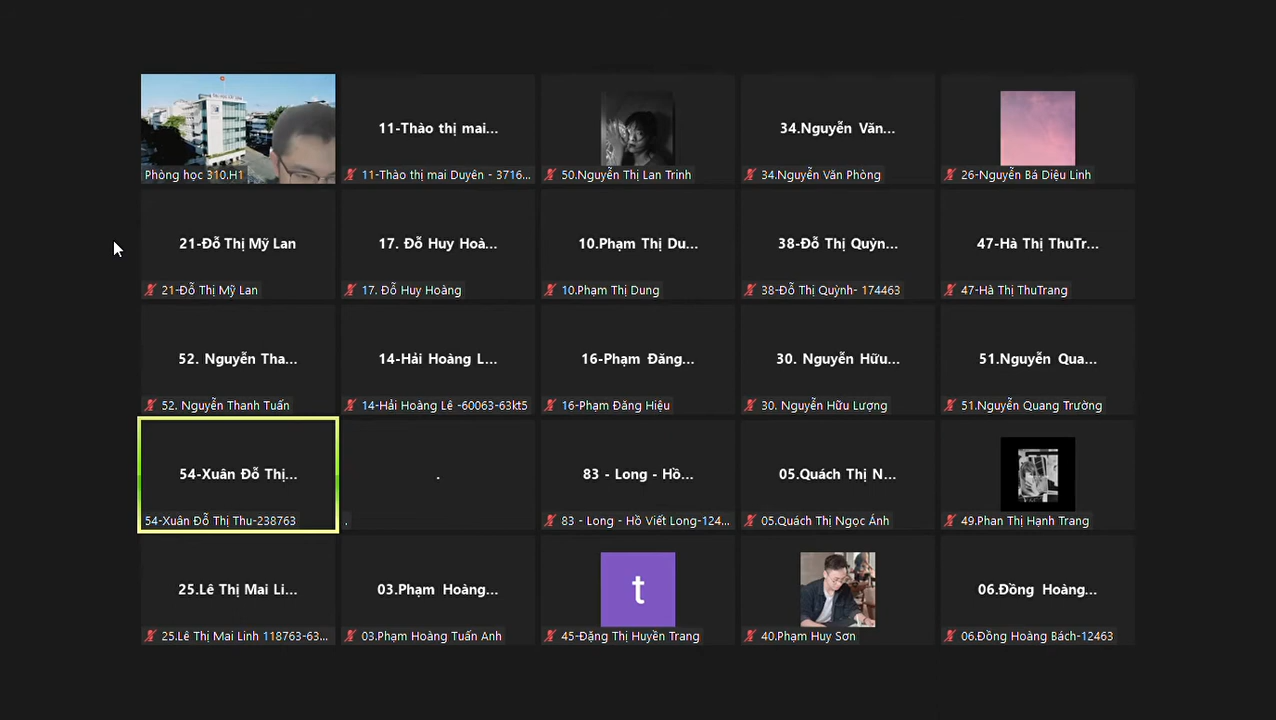 Phòng học 310.H1
11-Thảo thị mai...
11-Thảo thị mai Duyên - 3716...
50.Nguyễn Thị Lan Trinh
34.Nguyễn Văn...
34.Nguyễn Văn Phòng
26-Nguyễn Bá Diệu Linh
21-Đỗ Thị Mỹ Lan
21-Đỗ Thị Mỹ Lan
17. Đỗ Huy Hoà...
17. Đỗ Huy Hoàng
10.Phạm Thị Du...
10.Phạm Thị Dung
38-Đỗ Thị Quỳn...
38-Đỗ Thị Quỳnh- 174463
47-Hà Thị ThuTr...
47-Hà Thị ThuTrang
52. Nguyễn Tha...
52. Nguyễn Thanh Tuấn
14-Hải Hoàng L...
14-Hải Hoàng Lê -60063-63kt5
16-Phạm Đăng...
16-Phạm Đăng Hiệu
30. Nguyễn Hữu...
30. Nguyễn Hữu Lượng
51.Nguyễn Qua...
51.Nguyễn Quang Trường
54-Xuân Đỗ Thị...
54-Xuân Đỗ Thị Thu-238763
.
.
83 - Long - Hồ...
83 - Long - Hồ Viết Long-124...
05.Quách Thị N...
05.Quách Thị Ngọc Ánh
49.Phan Thị Hạnh Trang
25.Lê Thị Mai Li...
25.Lê Thị Mai Linh 118763-63...
03.Phạm Hoàng...
03.Phạm Hoàng Tuấn Anh
t
45-Đặng Thị Huyền Trang
40.Phạm Huy Sơn
06.Đồng Hoàng...
06.Đồng Hoàng Bách-12463